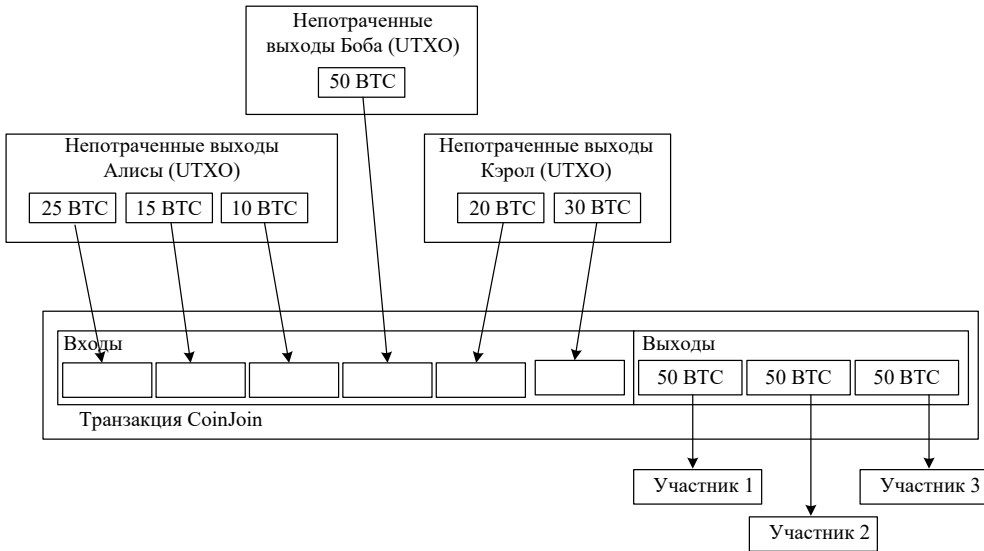 Непотраченные
выходы Боба (UTXO)
50 BTC
Непотраченные выходы
Алисы (UTXO)
25 BTC
15 BTC
10 BTC
Непотраченные выходы
Кэрол (UTXO)
20 BTC
30 BTC
Входы
Выходы
50 BTC
50 BTC
50 BTC
Транзакция CoinJoin
Участник 1
Участник 3
Участник 2